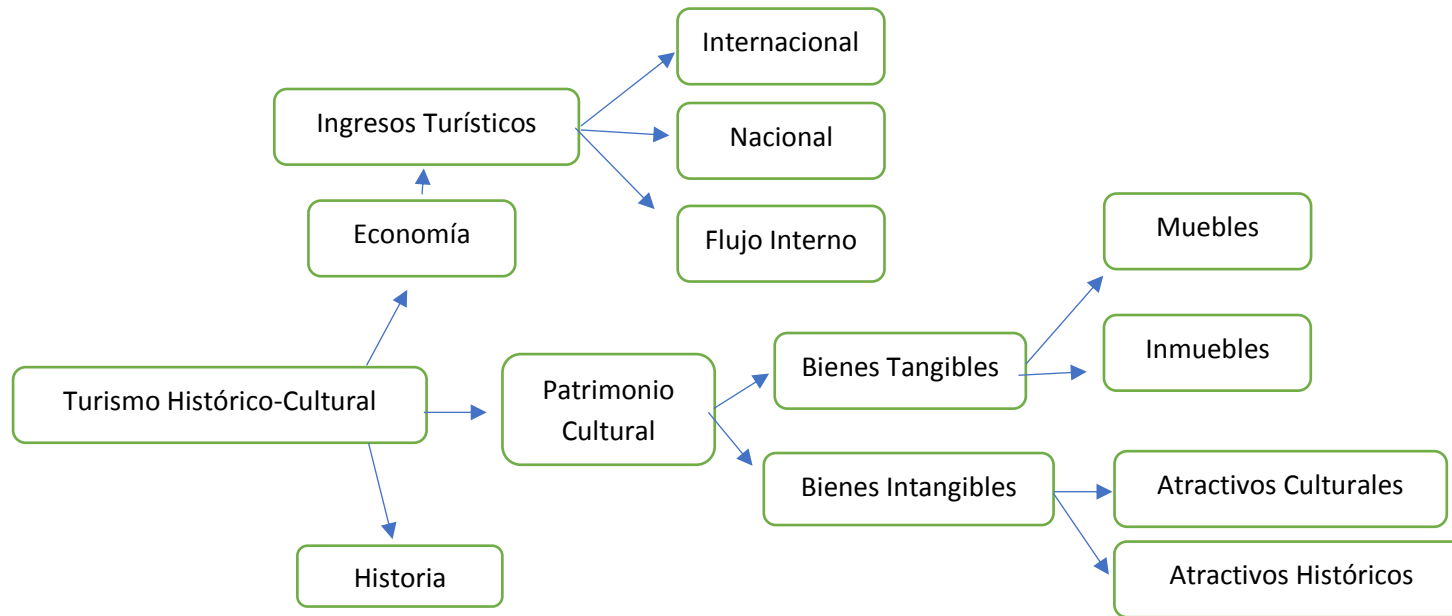 Internacional
Ingresos Turísticos
Nacional
Economía
Flujo Interno
Muebles
Inmuebles
Bienes Tangibles
Turismo Histórico-Cultural
Patrimonio
Cultural
Bienes Intangibles
Atractivos Culturales
Atractivos Históricos
Historia